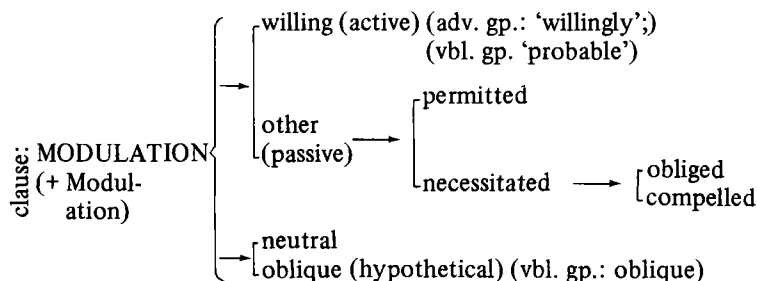 willing (active) (adv. gp.: ‘willingly’;)
(vbl. gp. ‘probable’)
permitted
other
(passive)
clause: MODULATION
(+ Modul-
ation)
necessitated
obliged
compelled
neutral
oblique (hypothetical) (vbl. gp.: oblique)